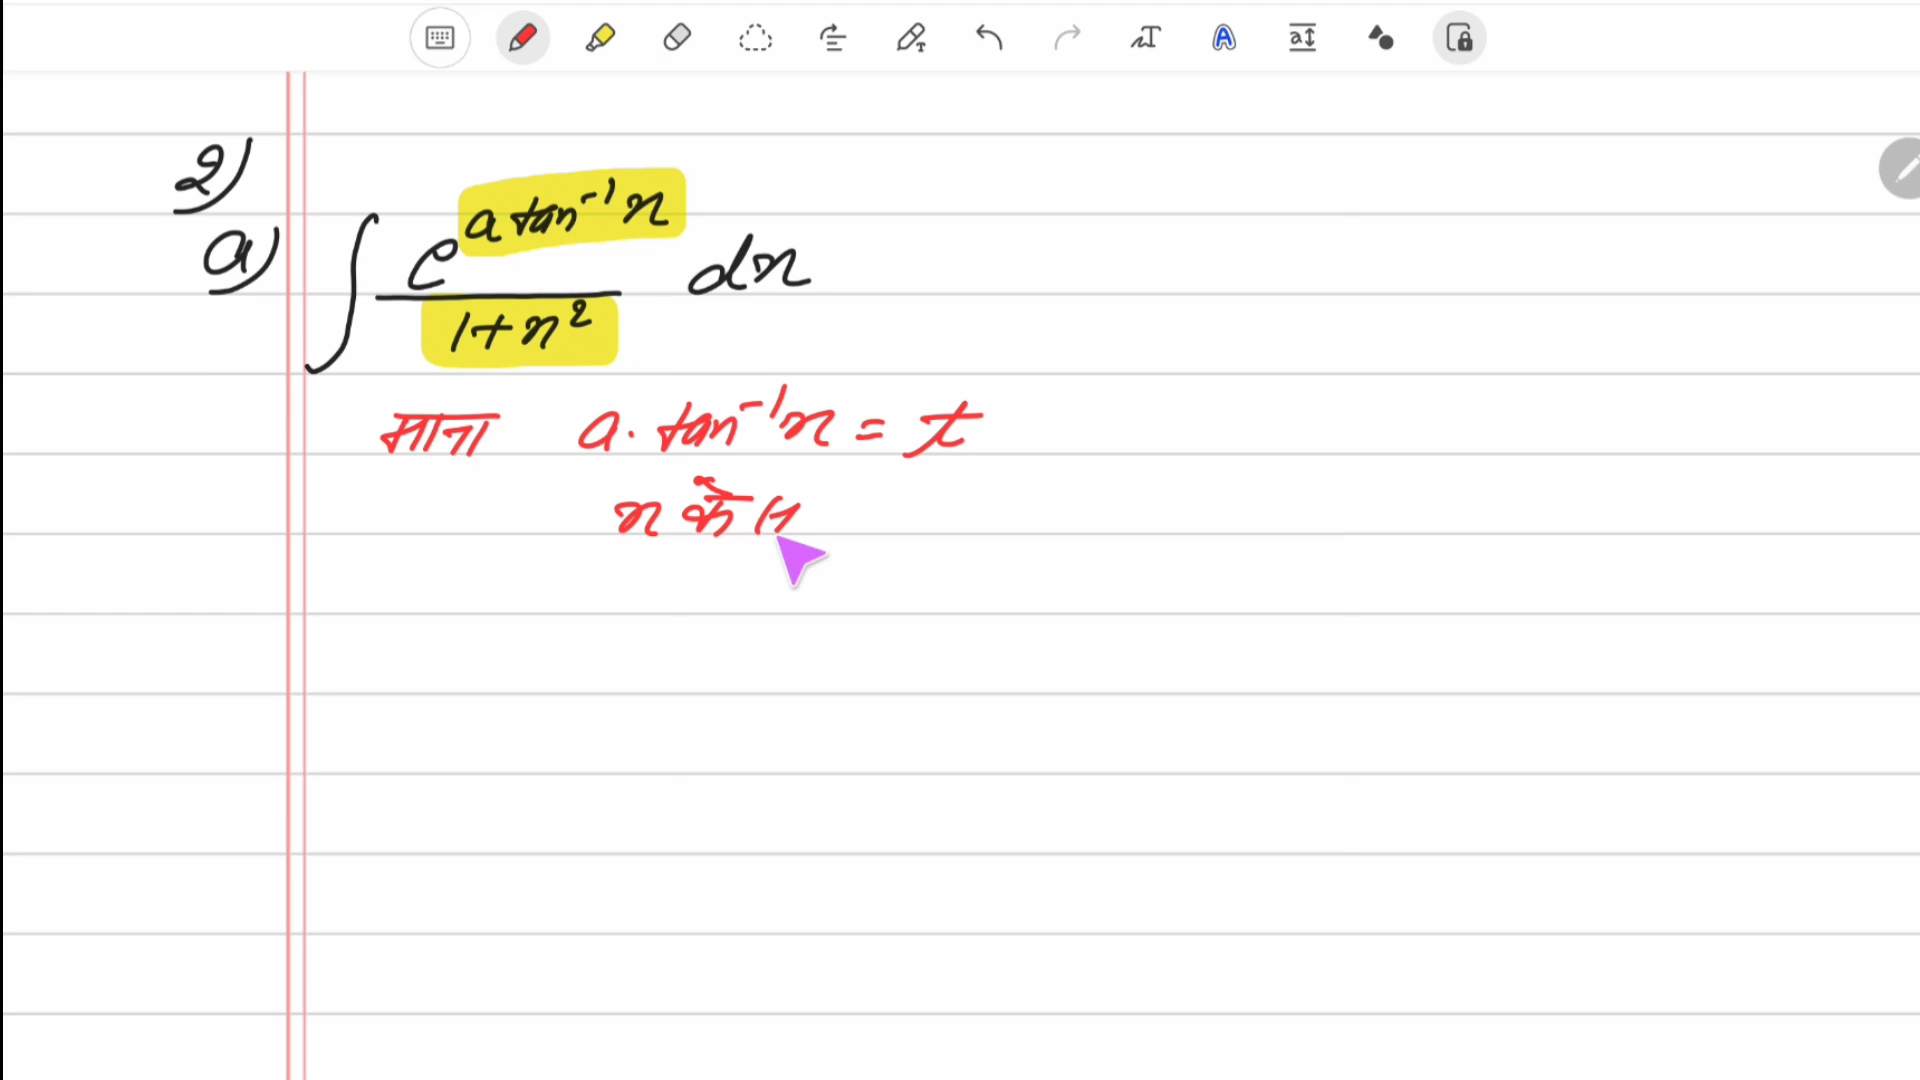 2)
a) ∫ e^(a tan⁻¹x) / (1+x²) dx
माना a. tan⁻¹x = t
x के